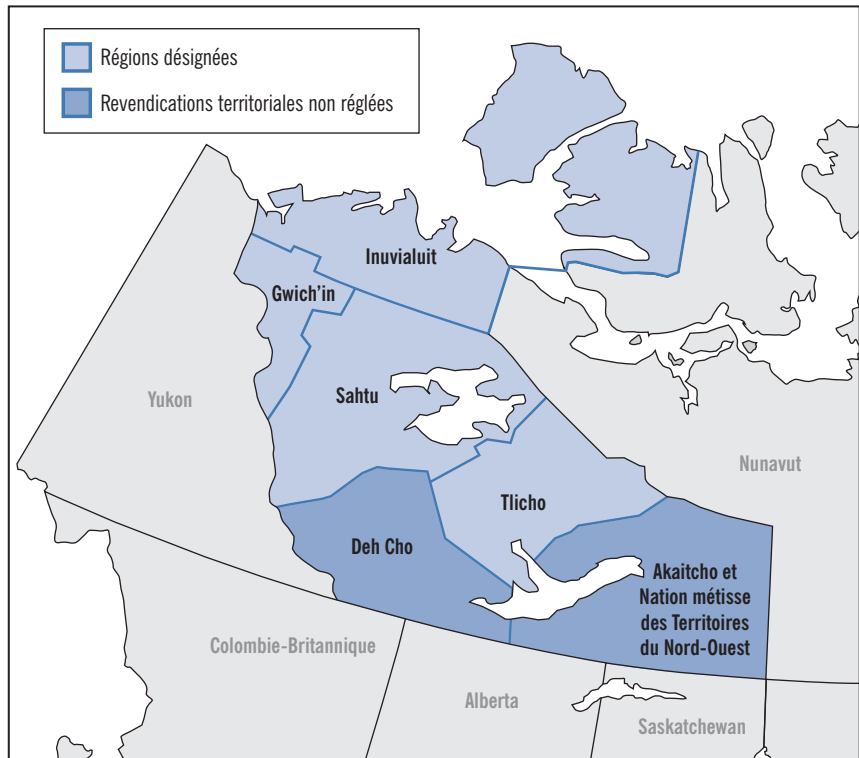 Régions désignées
Revendications territoriales non réglées
Inuvialuit
Gwich'in
Sahtu
Yukon
Nunavut
Tlicho
Deh Cho
Akaitcho et
Nation métisse
des Territoires
du Nord-Ouest
Colombie-Britannique
Alberta
Saskatchewan